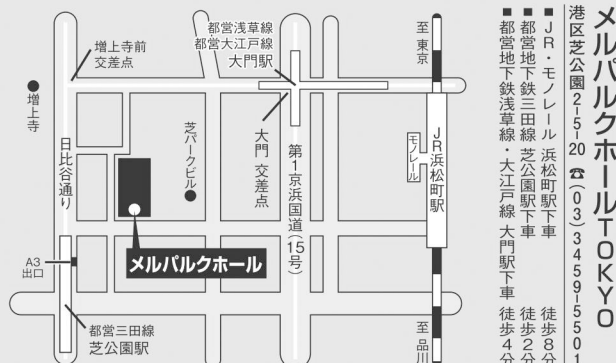 メルパルクホールTOKYO
港区芝公園2-5-20 ☎(03)3459-5501
■JR・モノレール 浜松町駅下車 徒歩8分
■都営地下鉄三田線 芝公園駅下車 徒歩2分
■都営地下鉄浅草線・大江戸線 大門駅下車 徒歩4分
至 東京
JR浜松町駅
モノレール
至 品川
都営浅草線
都営大江戸線
大門駅
大門 交差点
第1京浜国道(15号)
芝パークビル
増上寺前
交差点
増上寺
日比谷通り
メルパルクホール
A3
出口
都営三田線
芝公園駅